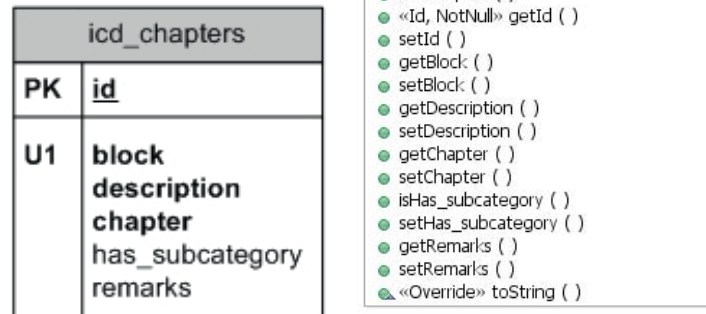 icd_chapters
PK id
U1 block
description
chapter
has_subcategory
remarks
«Id, NotNull» getId ( )
setId ( )
getBlock ( )
setBlock ( )
getDescription ( )
setDescription ( )
getChapter ( )
setChapter ( )
isHas_subcategory ( )
setHas_subcategory ( )
getRemarks ( )
setRemarks ( )
«Override» toString ( )